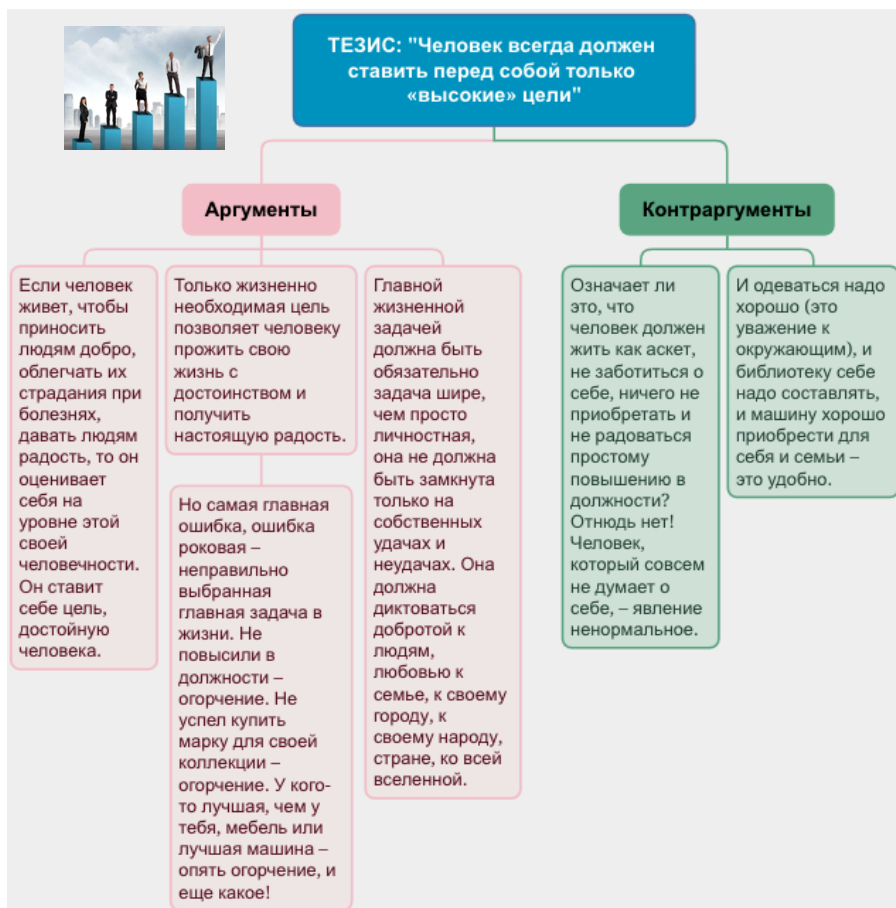 ТЕЗИС: "Человек всегда должен
ставить перед собой только
«высокие» цели"
Аргументы
Если человек
живет, чтобы
приносить
людям добро,
облегчать их
страдания при
болезнях,
давать людям
радость, то он
оценивает
себя на
уровне этой
своей
человечности.
Он ставит
себе цель,
достойную
человека.
Только жизненно
необходимая цель
позволяет человеку
прожить свою
жизнь с
достоинством и
получить
настоящую радость.
Но самая главная
ошибка, ошибка
роковая –
неправильно
выбранная
главная задача в
жизни. Не
повысили в
должности –
огорчение. Не
успел купить
марку для своей
коллекции –
огорчение. У кого-
то лучшая, чем у
тебя, мебель или
лучшая машина –
опять огорчение, и
еще какое!
Главной
жизненной
задачей
должна быть
обязательно
задача шире,
чем просто
личностная,
она не должна
быть замкнута
только на
собственных
удачах и
неудачах. Она
должна
диктоваться
добротой к
людям,
любовью к
семье, к своему
городу, к
своему народу,
стране, ко всей
вселенной.
Контраргументы
Означает ли
это, что
человек должен
жить как аскет,
не заботиться о
себе, ничего не
приобретать и
не радоваться
простому
повышению в
должности?
Отнюдь нет!
Человек,
который совсем
не думает о
себе, – явление
ненормальное.
И одеваться надо
хорошо (это
уважение к
окружающим), и
библиотеку себе
надо составлять,
и машину хорошо
приобрести для
себя и семьи –
это удобно.